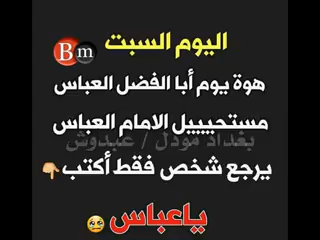 اليوم السبت
Bm
هوة يوم أبا الفضل العباس
مستحيييل الامام العباس
بغداد مودل / عبدوش
يرجع شخص فقط أكتب👇🏼
ياعباس 🥺